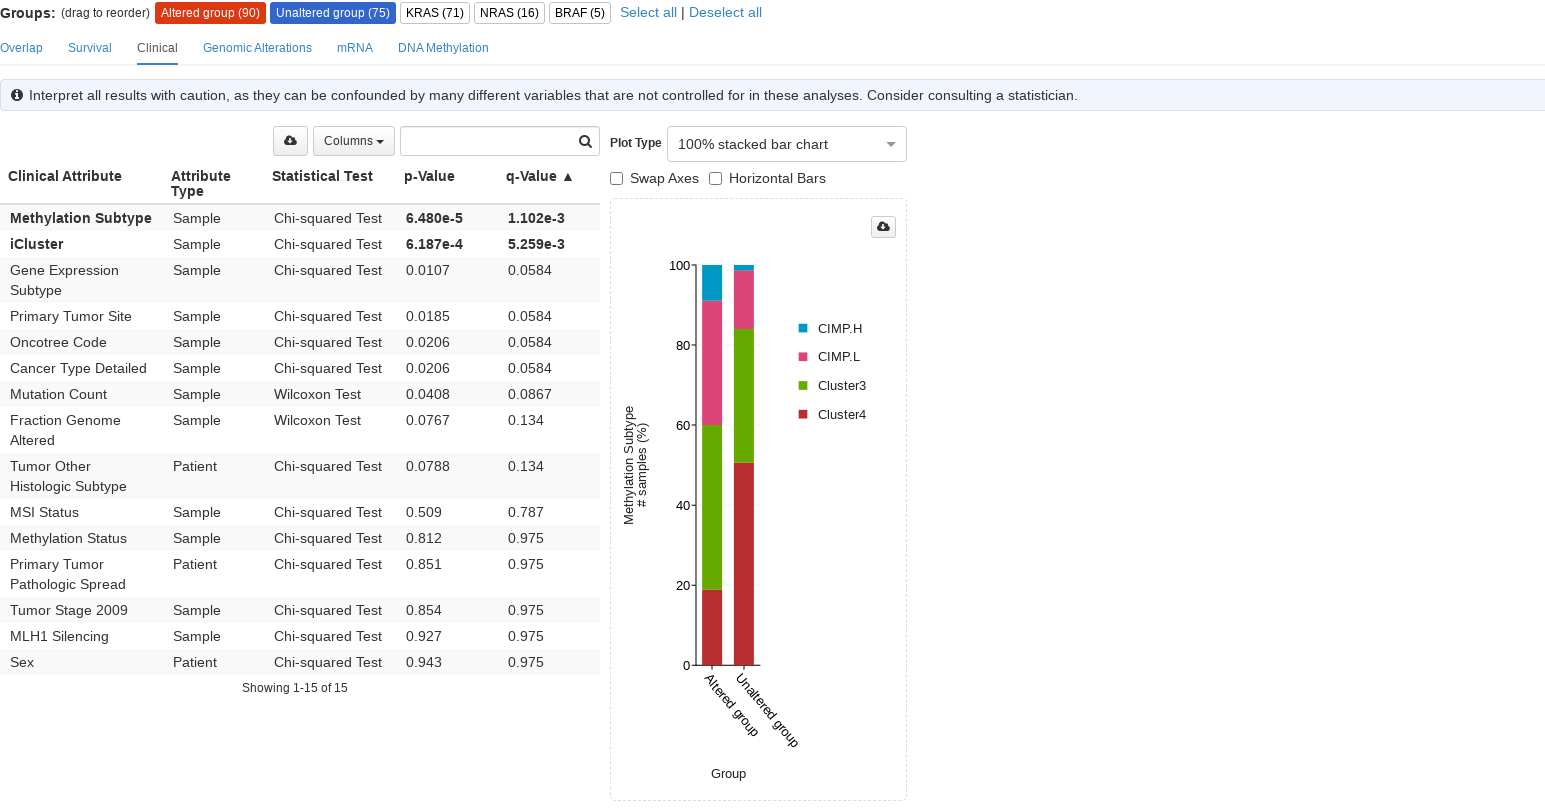 Groups: (drag to reorder) Altered group (90) Unaltered group (75) KRAS (71) NRAS (16) BRAF (5) Select all | Deselect all
Overlap Survival Clinical Genomic Alterations mRNA DNA Methylation
Interpret all results with caution, as they can be confounded by many different variables that are not controlled for in these analyses. Consider consulting a statistician.
Columns
Clinical Attribute Attribute Type Statistical Test p-Value q-Value ▲
Methylation Subtype Sample Chi-squared Test 6.480e-5 1.102e-3
iCluster Sample Chi-squared Test 6.187e-4 5.259e-3
Gene Expression Subtype Sample Chi-squared Test 0.0107 0.0584
Primary Tumor Site Sample Chi-squared Test 0.0185 0.0584
Oncotree Code Sample Chi-squared Test 0.0206 0.0584
Cancer Type Detailed Sample Chi-squared Test 0.0206 0.0584
Mutation Count Sample Wilcoxon Test 0.0408 0.0867
Fraction Genome Altered Sample Wilcoxon Test 0.0767 0.134
Tumor Other Histologic Subtype Patient Chi-squared Test 0.0788 0.134
MSI Status Sample Chi-squared Test 0.509 0.787
Methylation Status Sample Chi-squared Test 0.812 0.975
Primary Tumor Pathologic Spread Patient Chi-squared Test 0.851 0.975
Tumor Stage 2009 Sample Chi-squared Test 0.854 0.975
MLH1 Silencing Sample Chi-squared Test 0.927 0.975
Sex Patient Chi-squared Test 0.943 0.975
Showing 1-15 of 15
Plot Type 100% stacked bar chart
Swap Axes Horizontal Bars
100
80
60
40
20
0
Methylation Subtype
# samples (%)
CIMP.H
CIMP.L
Cluster3
Cluster4
Altered group
Unaltered group
Group